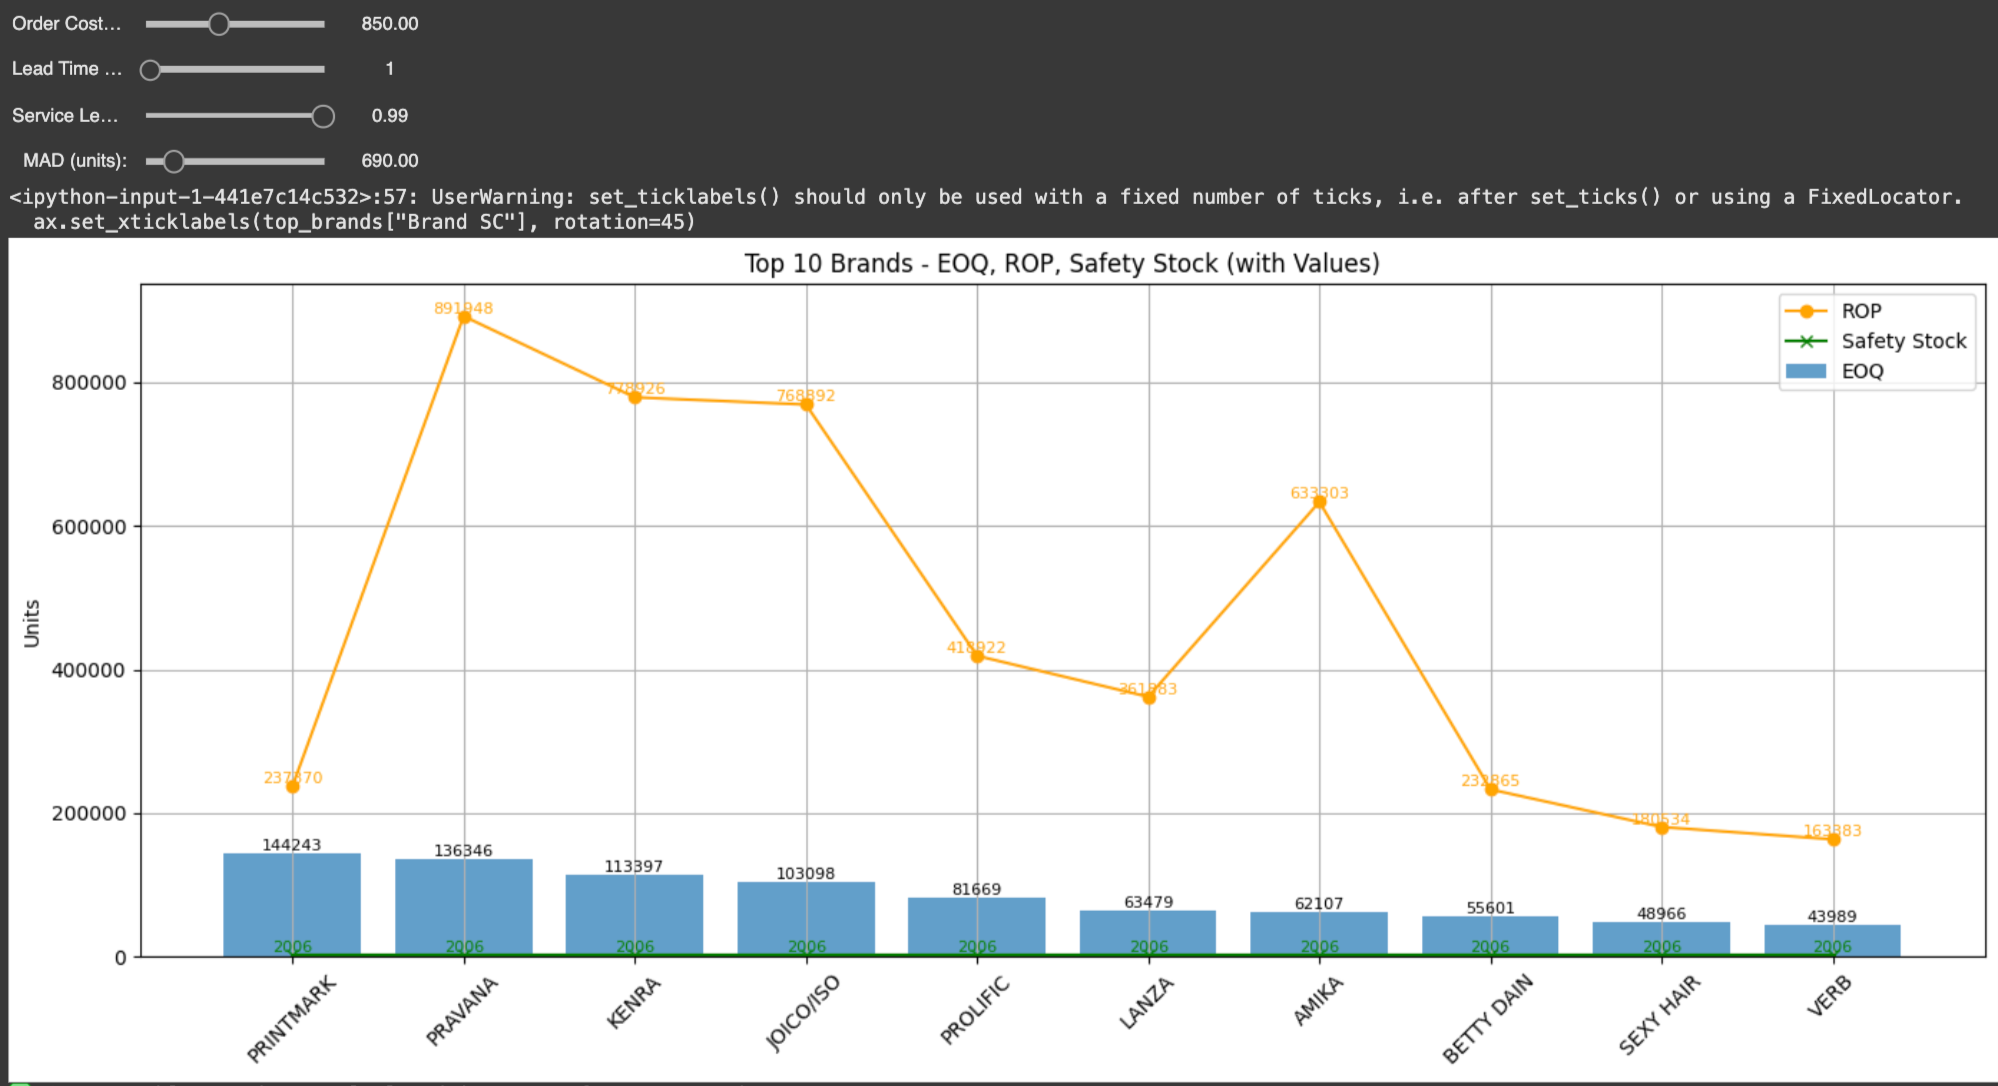 Order Cost... 850.00
Lead Time ... 1
Service Le... 0.99
MAD (units): 690.00
<ipython-input-1-441e7c14c532>:57: UserWarning: set_ticklabels() should only be used with a fixed number of ticks, i.e. after set_ticks() or using a FixedLocator.
ax.set_xticklabels(top_brands["Brand SC"], rotation=45)
Top 10 Brands - EOQ, ROP, Safety Stock (with Values)
ROP
Safety Stock
EOQ
Units
800000
600000
400000
200000
0
633303
180534
144243
136346
113397
103098
81669
63479
62107
55601
48966
43989
2006
2006
2006
2006
2006
2006
2006
2006
2006
2006
PRINTMARK
PRAVANA
KENRA
JOICO/ISO
PROLIFIC
LANZA
AMIKA
BETTY DAIN
SEXY HAIR
VERB